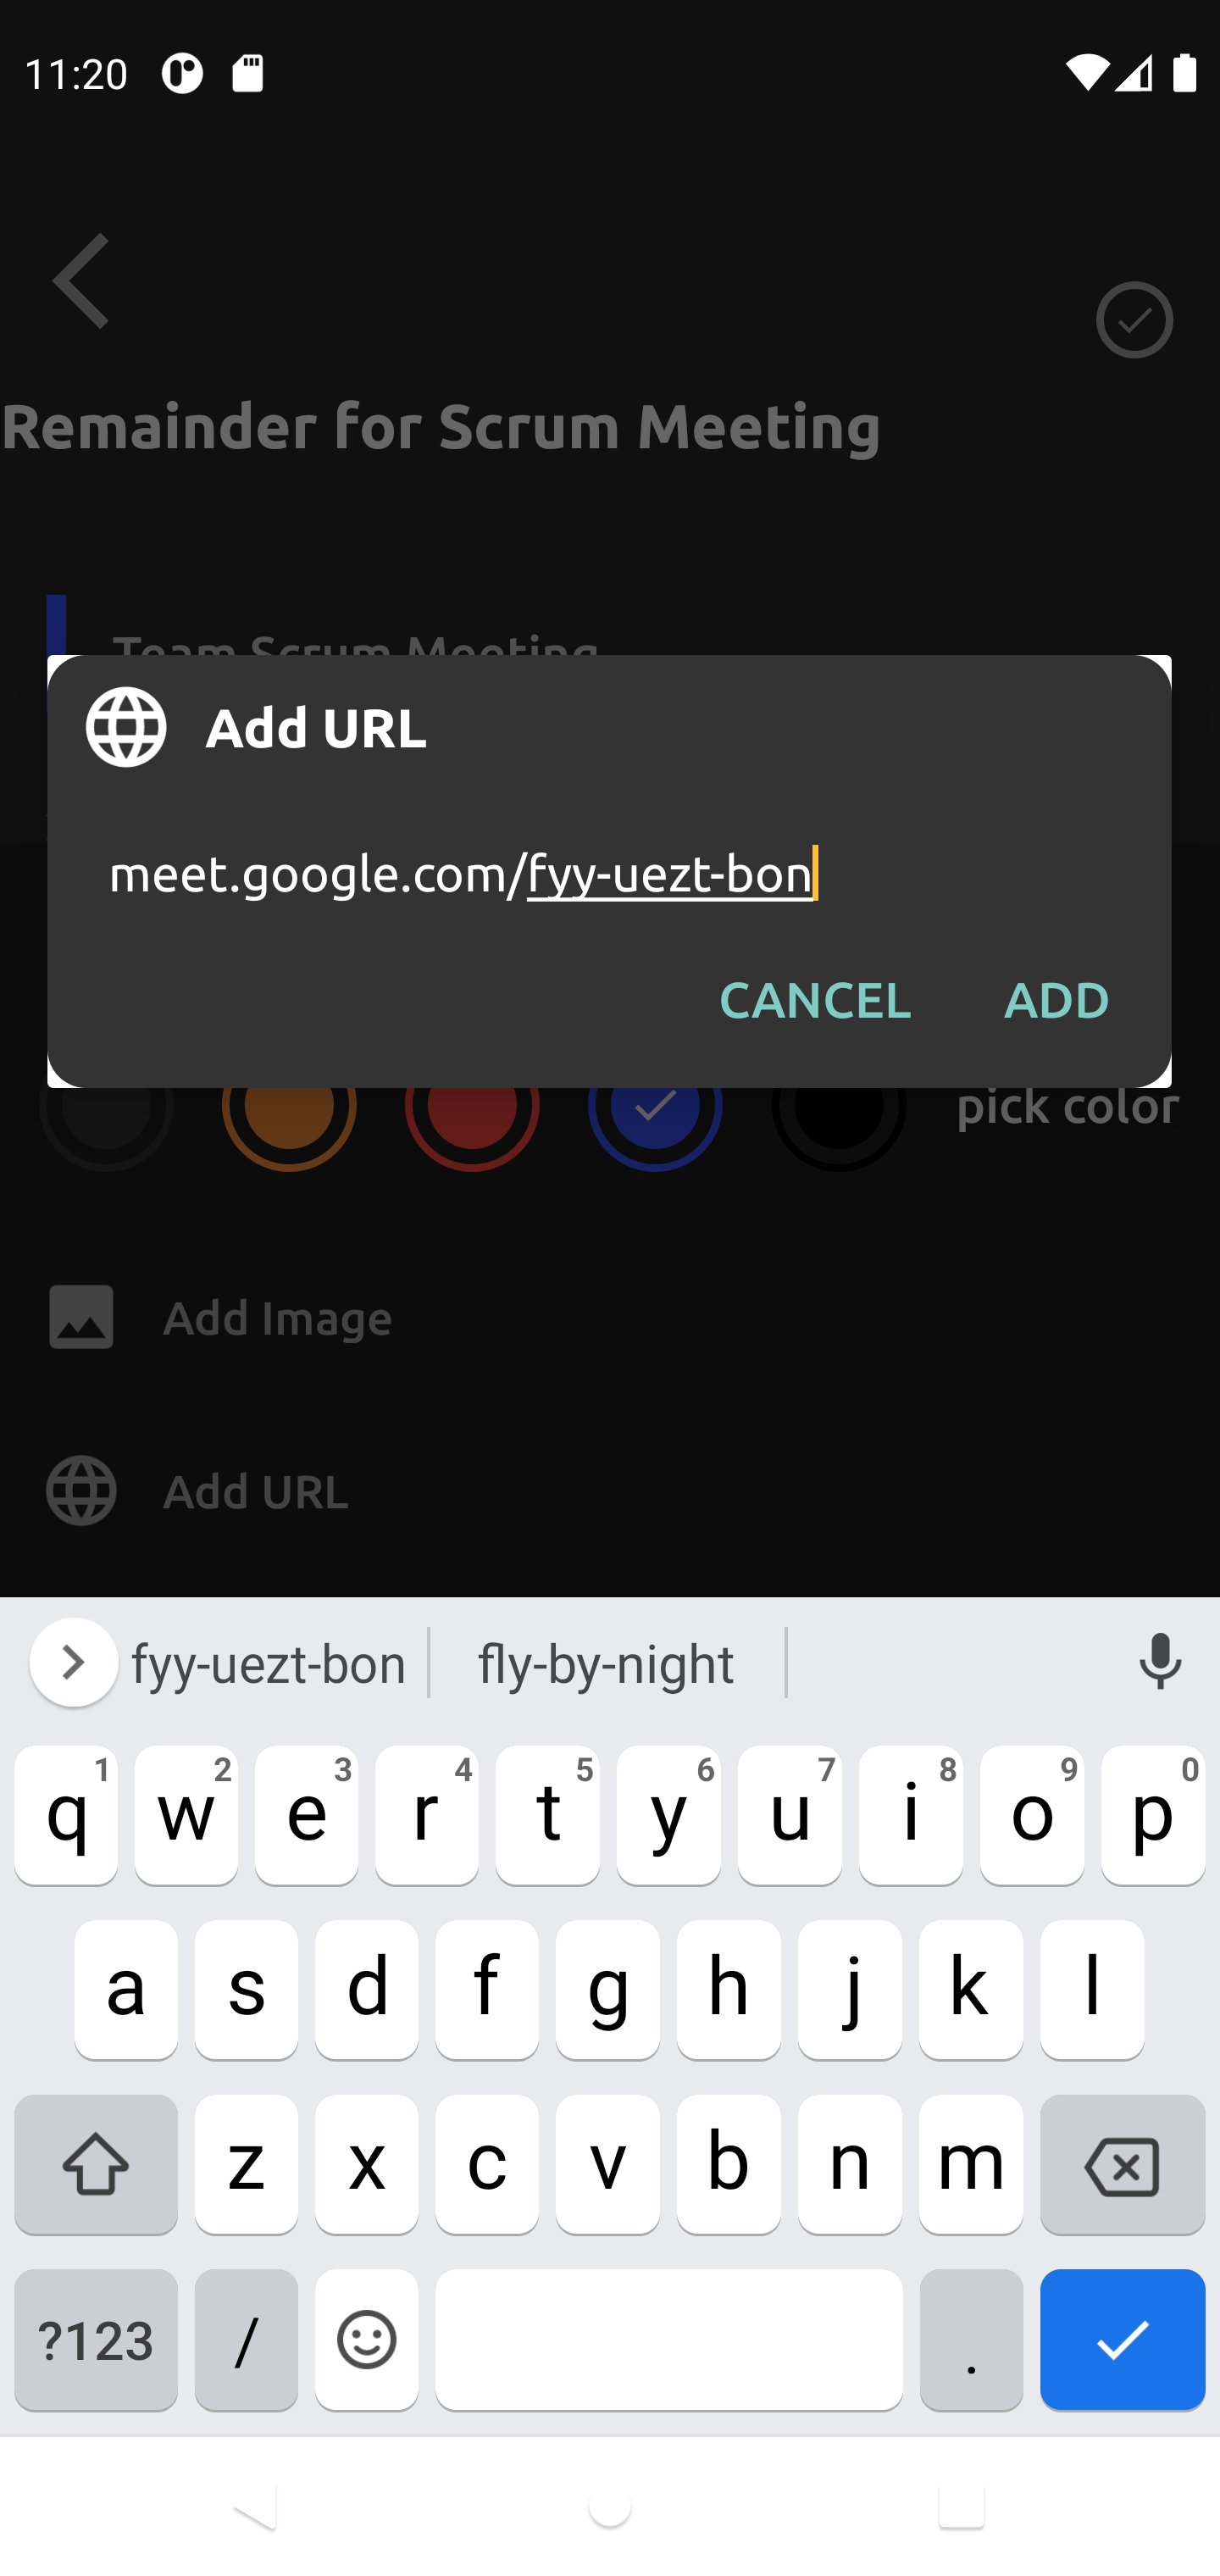 11:20
Remainder for Scrum Meeting
Team Scrum Meeting
Add URL
meet.google.com/fyy-uezt-bon
CANCEL ADD
pick color
Add Image
Add URL
fyy-uezt-bon fly-by-night
1 2 3 4 5 6 7 8 9 0
q w e r t y u i o p
a s d f g h j k l
z x c v b n m
?123 / .